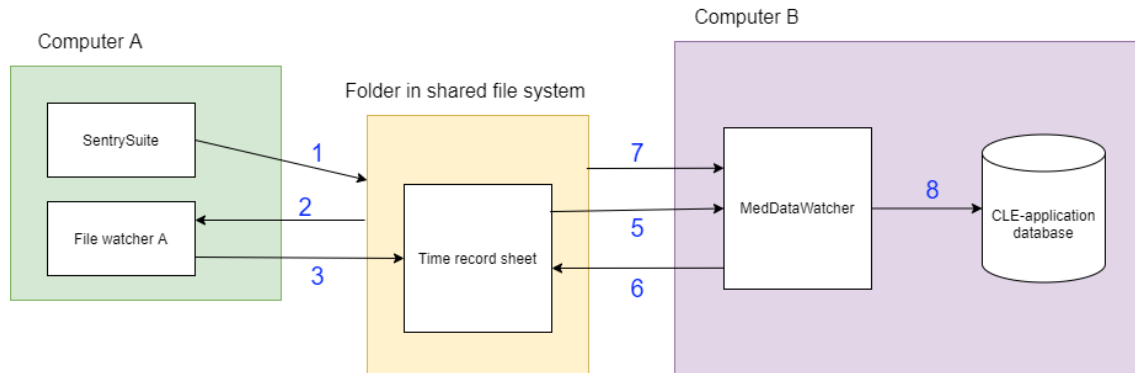 Computer A
Computer B
Folder in shared file system
SentrySuite
1
7
2
MedDataWatcher
8
CLE-application
database
File watcher A
3
Time record sheet
5
6